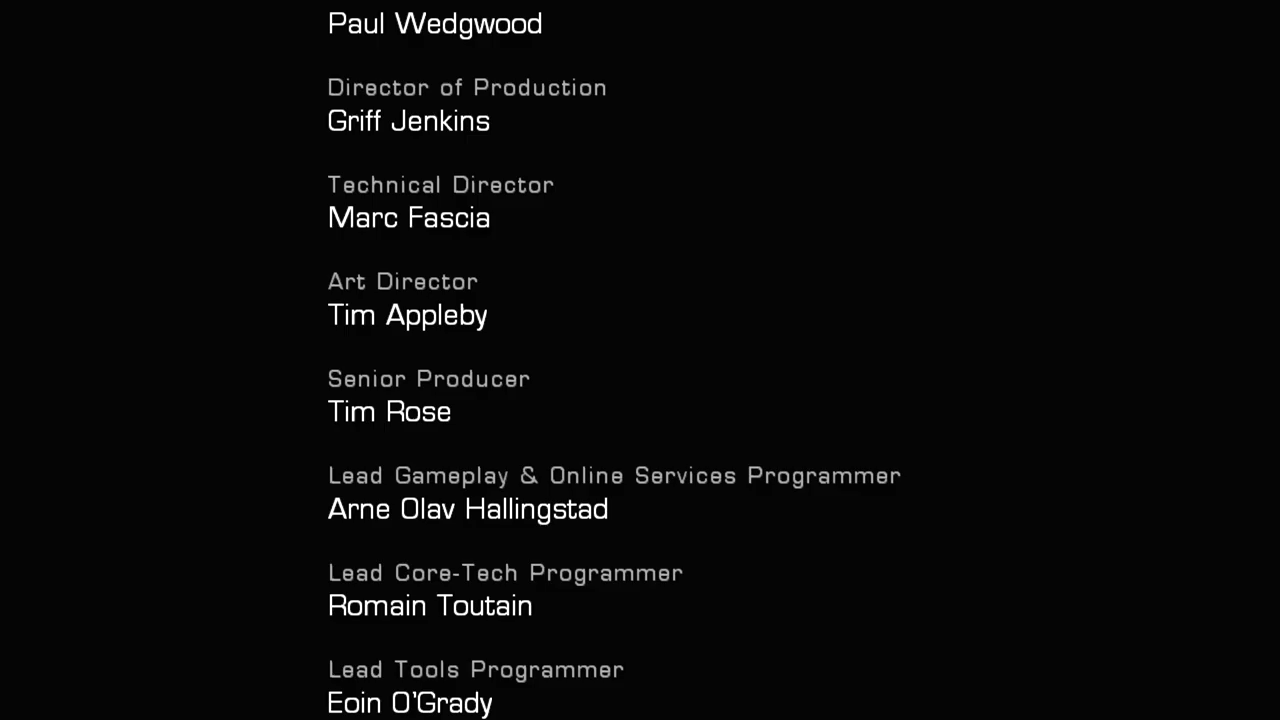 Paul Wedgwood
Director of Production
Griff Jenkins
Technical Director
Marc Fascia
Art Director
Tim Appleby
Senior Producer
Tim Rose
Lead Gameplay & Online Services Programmer
Arne Olav Hallingstad
Lead Core-Tech Programmer
Romain Toutain
Lead Tools Programmer
Eoin O'Grady